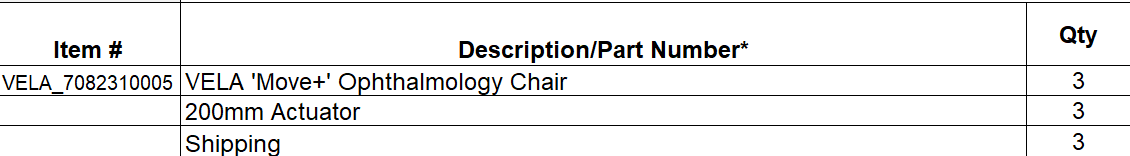 Item # Description/Part Number* Qty
VELA_7082310005 VELA 'Move+' Ophthalmology Chair 3
200mm Actuator 3
Shipping 3